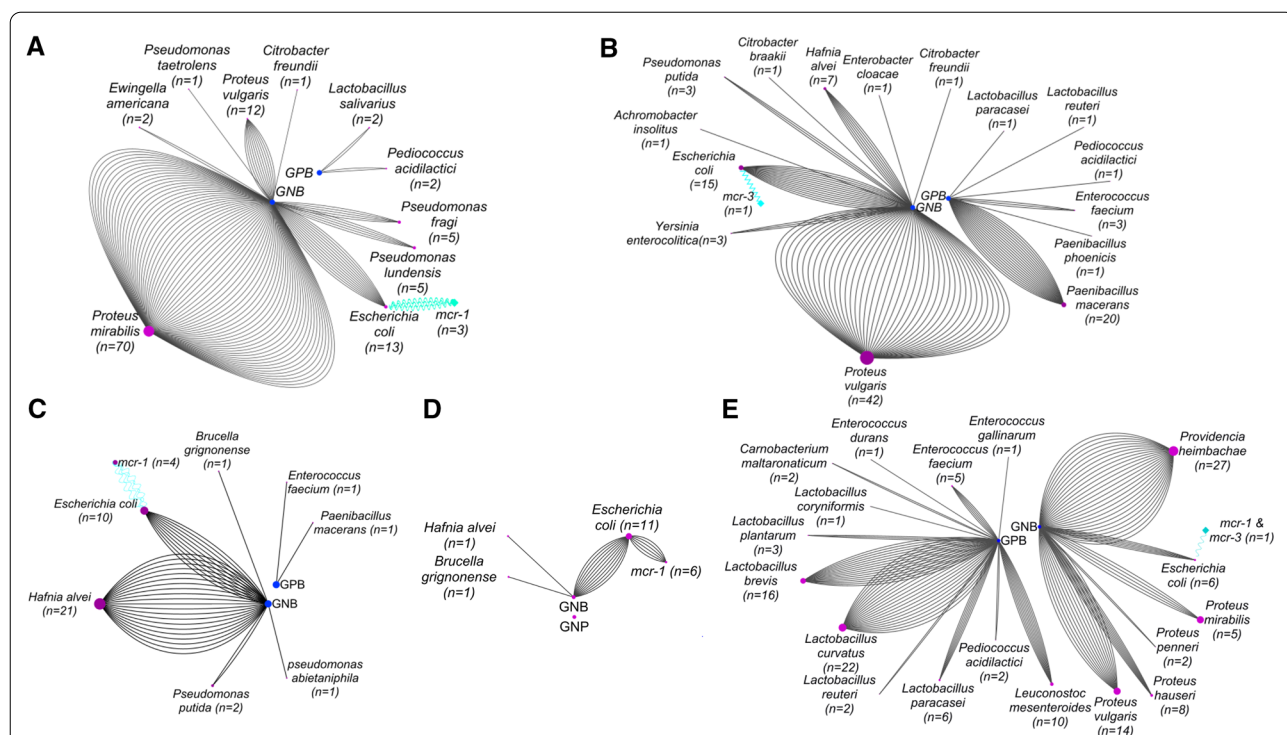 A
Pseudomonas
taetrolens
(n=1)
Citrobacter
freundii
(n=1)
Ewingella
americana
(n=2)
Proteus
vulgaris
(n=12)
Lactobacillus
salivarius
(n=2)
GPB
GNB
Pediococcus
acidilactici
(n=2)
Pseudomonas
fragi
(n=5)
Pseudomonas
lundensis
(n=5)
Proteus
mirabilis
(n=70)
Escherichia
coli
(n=13)
mcr-1
(n=3)
B
Pseudomonas
putida
(n=3)
Citrobacter
braakii
(n=1)
Hafnia
alvei
(n=7)
Enterobacter
cloacae
(n=1)
Citrobacter
freundii
(n=1)
Lactobacillus
paracasei
(n=1)
Lactobacillus
reuteri
(n=1)
Achromobacter
insolitus
(n=1)
Pediococcus
acidilactici
(n=1)
Escherichia
coli
(=15)
mcr-3
(n=1)
GPB
GNB
Enterococcus
faecium
(n=3)
Yersinia
enterocolitica(n=3)
Paenibacillus
phoenicis
(n=1)
Paenibacillus
macerans
(n=20)
Proteus
vulgaris
(n=42)
C
Brucella
grignonense
(n=1)
mcr-1 (n=4)
Enterococcus
faecium (n=1)
Escherichia coli
(n=10)
Paenibacillus
macerans (n=1)
GPB
GNB
Hafnia alvei
(n=21)
pseudomonas
abietaniphila
(n=1)
Pseudomonas
putida (n=2)
D
Escherichia
coli (n=11)
Hafnia alvei
(n=1)
Brucella
grignonense
(n=1)
mcr-1 (n=6)
GNB
GNP
E
Enterococcus
durans
(n=1)
Enterococcus
gallinarum
(n=1)
Providencia
heimbachae
(n=27)
Carnobacterium
maltaronaticum
(n=2)
Enterococcus
faecium
(n=5)
Lactobacillus
coryniformis
(n=1)
GNB
GPB
mcr-1 &
mcr-3 (n=1)
Lactobacillus
plantarum
(n=3)
Escherichia
coli (n=6)
Lactobacillus
brevis
(n=16)
Proteus
mirabilis
(n=5)
Lactobacillus
curvatus
(n=22)
Pediococcus
acidilactici
(n=2)
Proteus
penneri
(n=2)
Lactobacillus
reuteri
(n=2)
Lactobacillus
paracasei
(n=6)
Leuconostoc
mesenteroides
(n=10)
Proteus
vulgaris
(n=14)
Proteus
hauseri
(n=8)